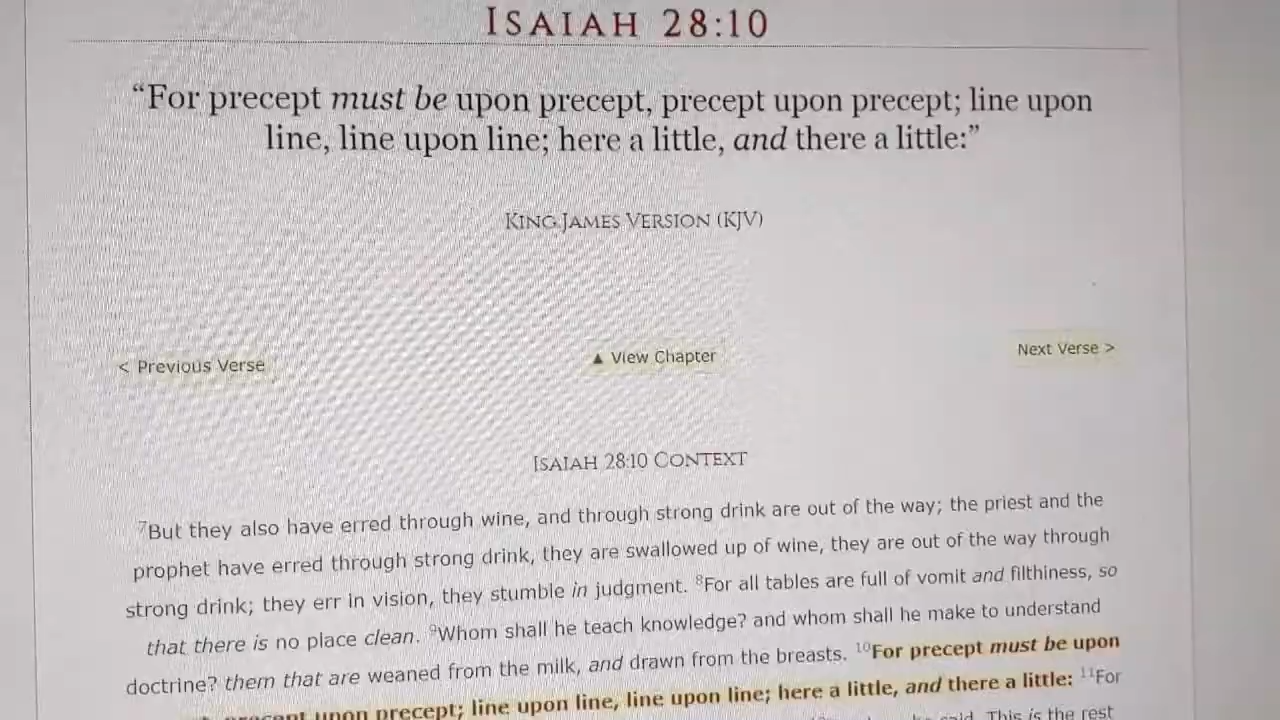 ISAIAH 28:10
“For precept must be upon precept, precept upon precept; line upon
line, line upon line; here a little, and there a little:”
KING JAMES VERSION (KJV)
< Previous Verse
▲ View Chapter
Next Verse >
ISAIAH 28:10 CONTEXT
7But they also have erred through wine, and through strong drink are out of the way; the priest and the
prophet have erred through strong drink, they are swallowed up of wine, they are out of the way through
strong drink; they err in vision, they stumble in judgment. 8For all tables are full of vomit and filthiness, so
that there is no place clean. 9Whom shall he teach knowledge? and whom shall he make to understand
doctrine? them that are weaned from the milk, and drawn from the breasts. 10For precept must be upon
precept upon precept; line upon line, line upon line; here a little, and there a little: 11For
said. This is the rest